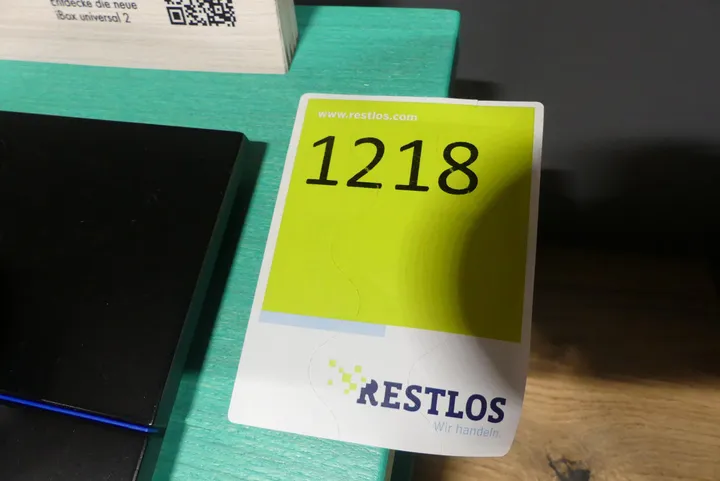 Entdecke die neue
iBox universal 2
www.restlos.com
1218
RESTLOS
Wir handeln.